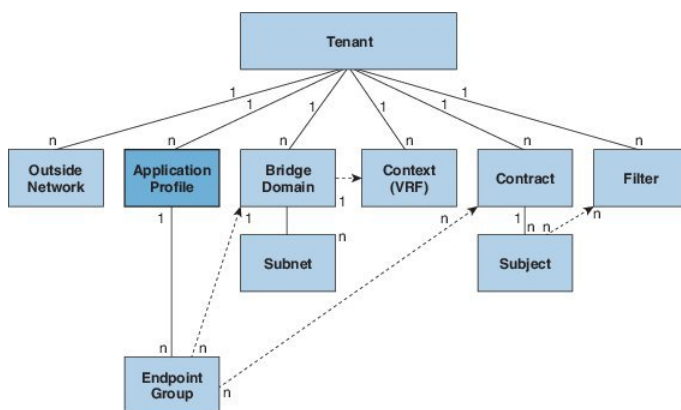 Tenant
1
1
1
1
1
1
n
n
n
n
n
n
Outside
Network
Application
Profile
Bridge
Domain
Context
(VRF)
Contract
Filter
1
1
1
n
1
n
n
n
n
Subnet
Subject
n
n
Endpoint
Group
n